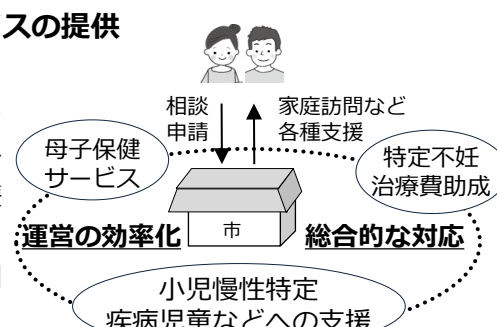 スの提供
相談
申請
家庭訪問など
各種支援
母子保健
サービス
特定不妊
治療費助成
運営の効率化
市
総合的な対応
小児慢性特定
疾病児童などへの支援